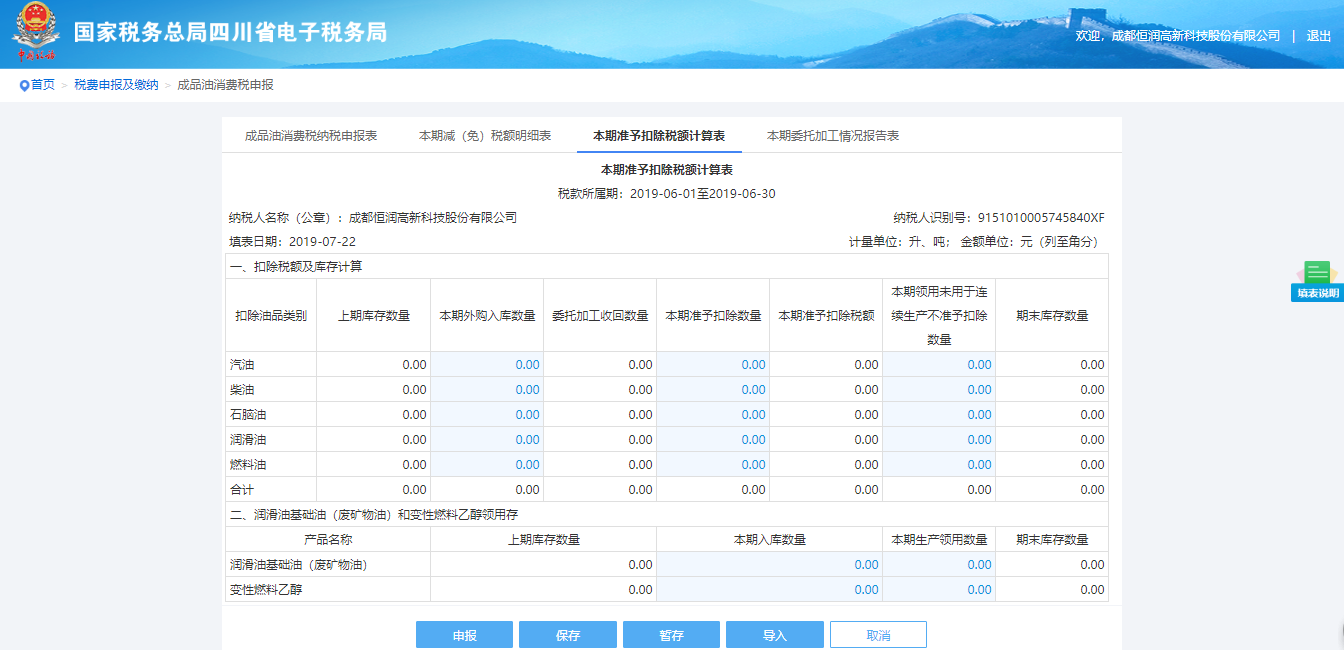 国家税务总局四川省电子税务局
欢迎，成都恒润高新科技股份有限公司 | 退出
首页 > 税费申报及缴纳 > 成品油消费税申报
成品油消费税纳税申报表 本期减（免）税额明细表 本期准予扣除税额计算表 本期委托加工情况报告表
本期准予扣除税额计算表
税款所属期：2019-06-01至2019-06-30
纳税人名称（公章）：成都恒润高新科技股份有限公司 纳税人识别号：9151010005745840XF
填表日期：2019-07-22 计量单位：升、吨； 金额单位：元（列至角分）
一、扣除税额及库存计算
扣除油品类别 上期库存数量 本期外购入库数量 委托加工收回数量 本期准予扣除数量 本期准予扣除税额 本期领用未用于连续生产不准予扣除数量 期末库存数量
汽油 0.00 0.00 0.00 0.00 0.00 0.00 0.00
柴油 0.00 0.00 0.00 0.00 0.00 0.00 0.00
石脑油 0.00 0.00 0.00 0.00 0.00 0.00 0.00
润滑油 0.00 0.00 0.00 0.00 0.00 0.00 0.00
燃料油 0.00 0.00 0.00 0.00 0.00 0.00 0.00
合计 0.00 0.00 0.00 0.00 0.00 0.00 0.00
二、润滑油基础油（废矿物油）和变性燃料乙醇领用存
产品名称 上期库存数量 本期入库数量 本期生产领用数量 期末库存数量
润滑油基础油（废矿物油） 0.00 0.00 0.00 0.00
变性燃料乙醇 0.00 0.00 0.00 0.00
申报 保存 暂存 导入 取消
填表说明